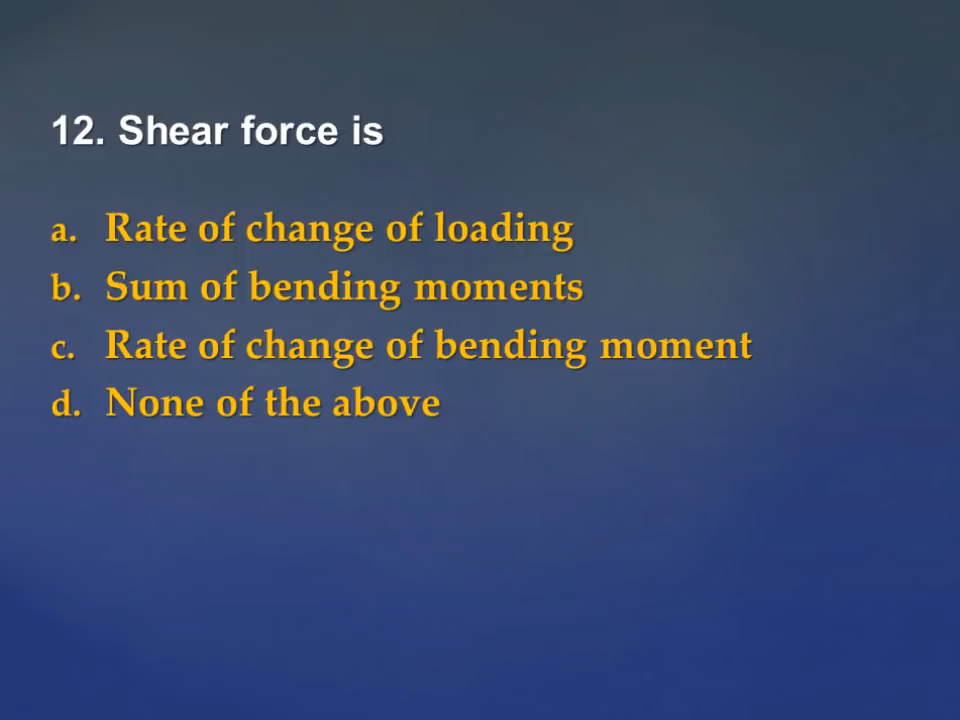 12. Shear force is
a. Rate of change of loading
b. Sum of bending moments
c. Rate of change of bending moment
d. None of the above